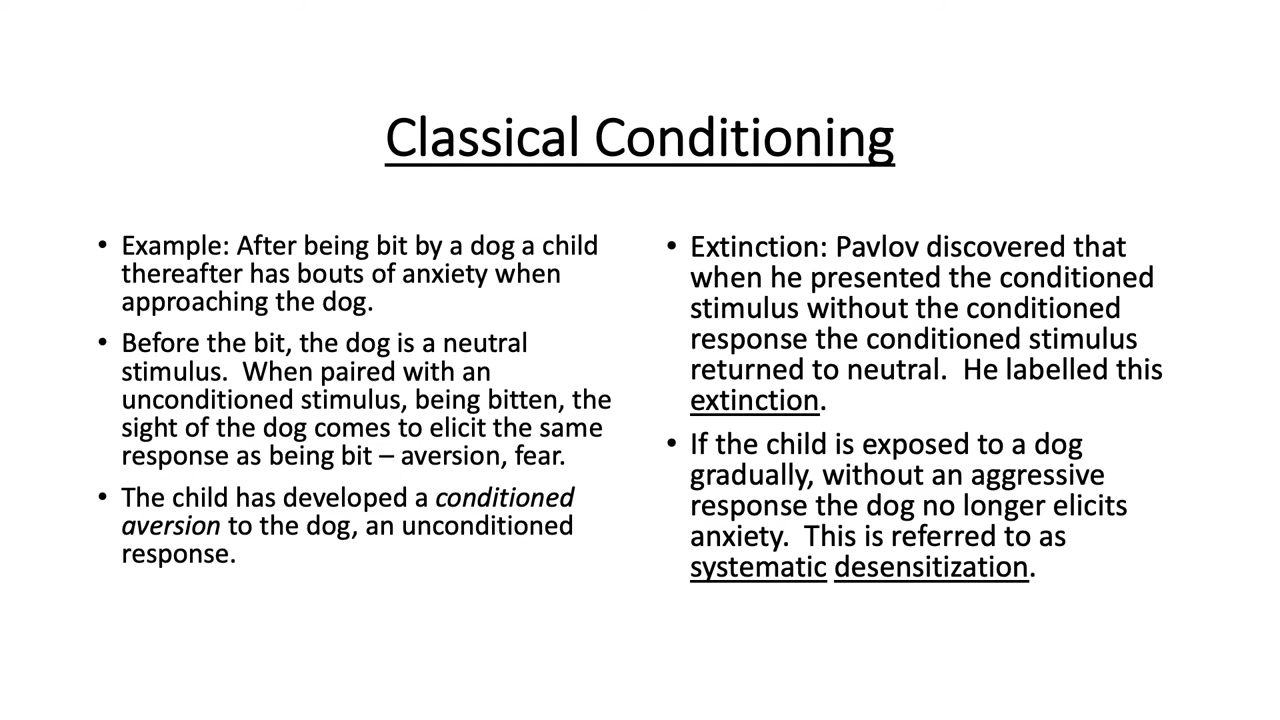 Classical Conditioning
• Example: After being bit by a dog a child
thereafter has bouts of anxiety when
approaching the dog.
• Before the bit, the dog is a neutral
stimulus.  When paired with an
unconditioned stimulus, being bitten, the
sight of the dog comes to elicit the same
response as being bit – aversion, fear.
• The child has developed a conditioned
aversion to the dog, an unconditioned
response.
• Extinction: Pavlov discovered that
when he presented the conditioned
stimulus without the conditioned
response the conditioned stimulus
returned to neutral.  He labelled this
extinction.
• If the child is exposed to a dog
gradually, without an aggressive
response the dog no longer elicits
anxiety.  This is referred to as
systematic desensitization.